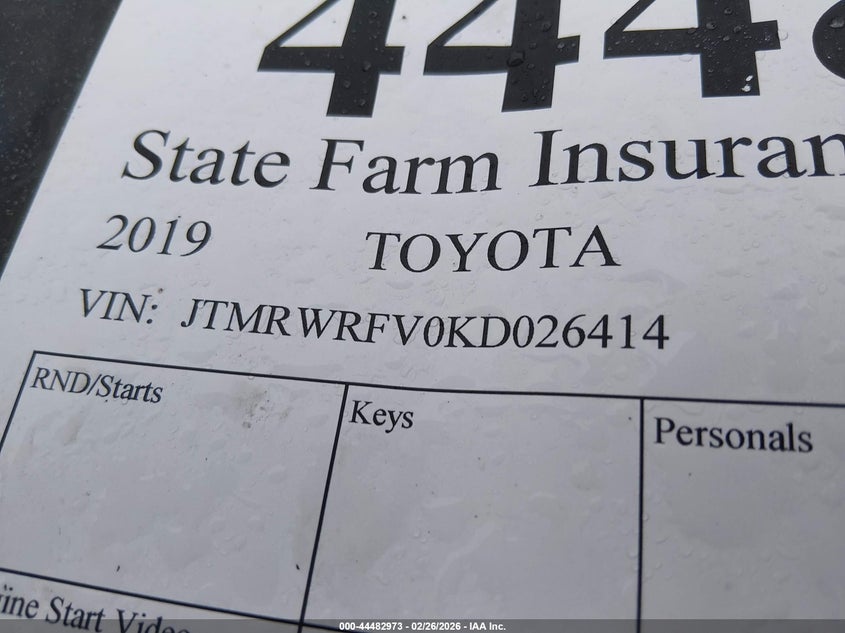 444
State Farm Insuran
2019 TOYOTA
VIN: JTMRWRFV0KD026414
RND/Starts Keys Personals
ine Start Video
000-44482973 - 02/26/2026 - IAA Inc.